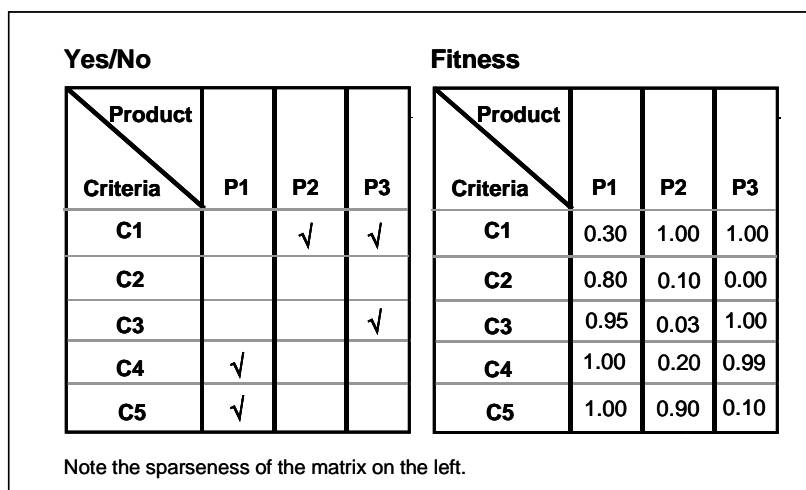 Yes/No Fitness
Product Product
Criteria P1 P2 P3 Criteria P1 P2 P3
C1 √ √ C1 0.30 1.00 1.00
C2 C2 0.80 0.10 0.00
C3 √ C3 0.95 0.03 1.00
C4 √ C4 1.00 0.20 0.99
C5 √ C5 1.00 0.90 0.10
Note the sparseness of the matrix on the left.